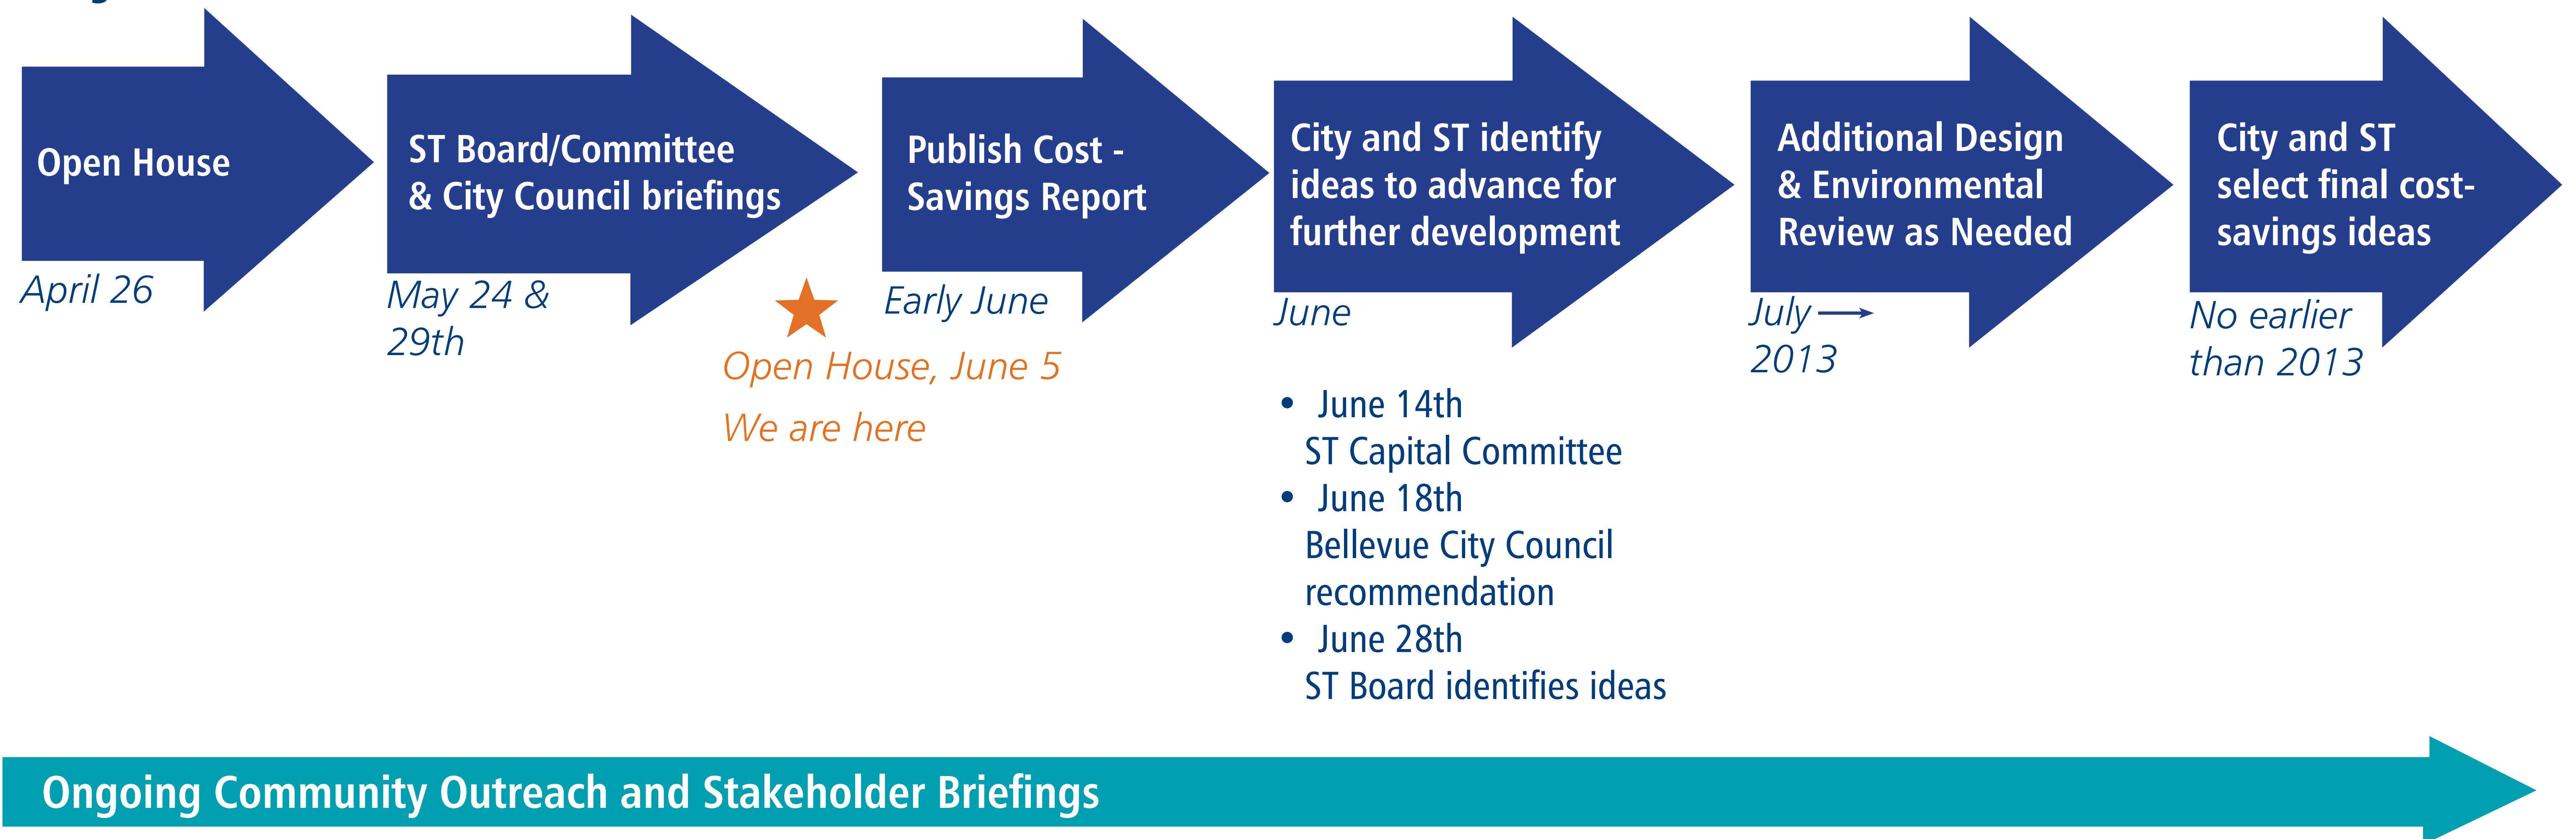 Open House
April 26
ST Board/Committee
& City Council briefings
May 24 &
29th
Open House, June 5
We are here
Publish Cost -
Savings Report
Early June
City and ST identify
ideas to advance for
further development
June
• June 14th
ST Capital Committee
• June 18th
Bellevue City Council
recommendation
• June 28th
ST Board identifies ideas
Additional Design
& Environmental
Review as Needed
July
2013
City and ST
select final cost-
savings ideas
No earlier
than 2013
Ongoing Community Outreach and Stakeholder Briefings